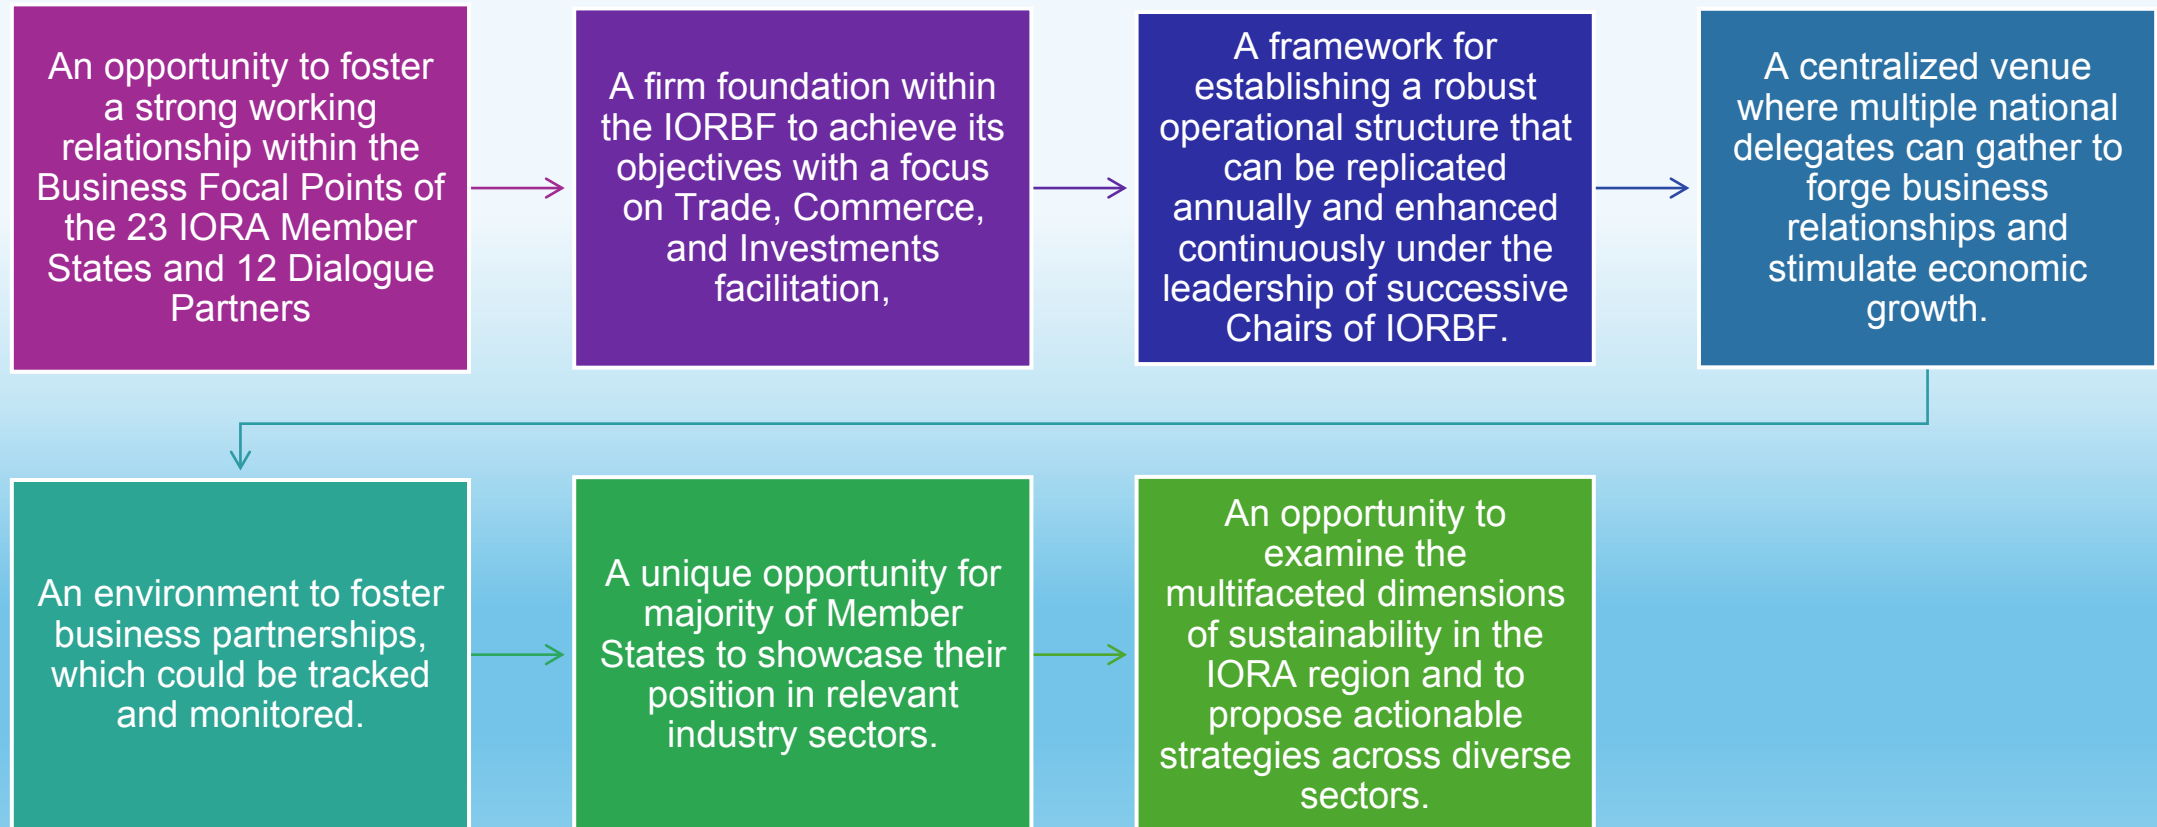 An opportunity to foster
a strong working
relationship within the
Business Focal Points of
the 23 IORA Member
States and 12 Dialogue
Partners
A firm foundation within
the IORBF to achieve its
objectives with a focus
on Trade, Commerce,
and Investments
facilitation,
A framework for
establishing a robust
operational structure that
can be replicated
annually and enhanced
continuously under the
leadership of successive
Chairs of IORBF.
A centralized venue
where multiple national
delegates can gather to
forge business
relationships and
stimulate economic
growth.
An environment to foster
business partnerships,
which could be tracked
and monitored.
A unique opportunity for
majority of Member
States to showcase their
position in relevant
industry sectors.
An opportunity to
examine the
multifaceted dimensions
of sustainability in the
IORA region and to
propose actionable
strategies across diverse
sectors.